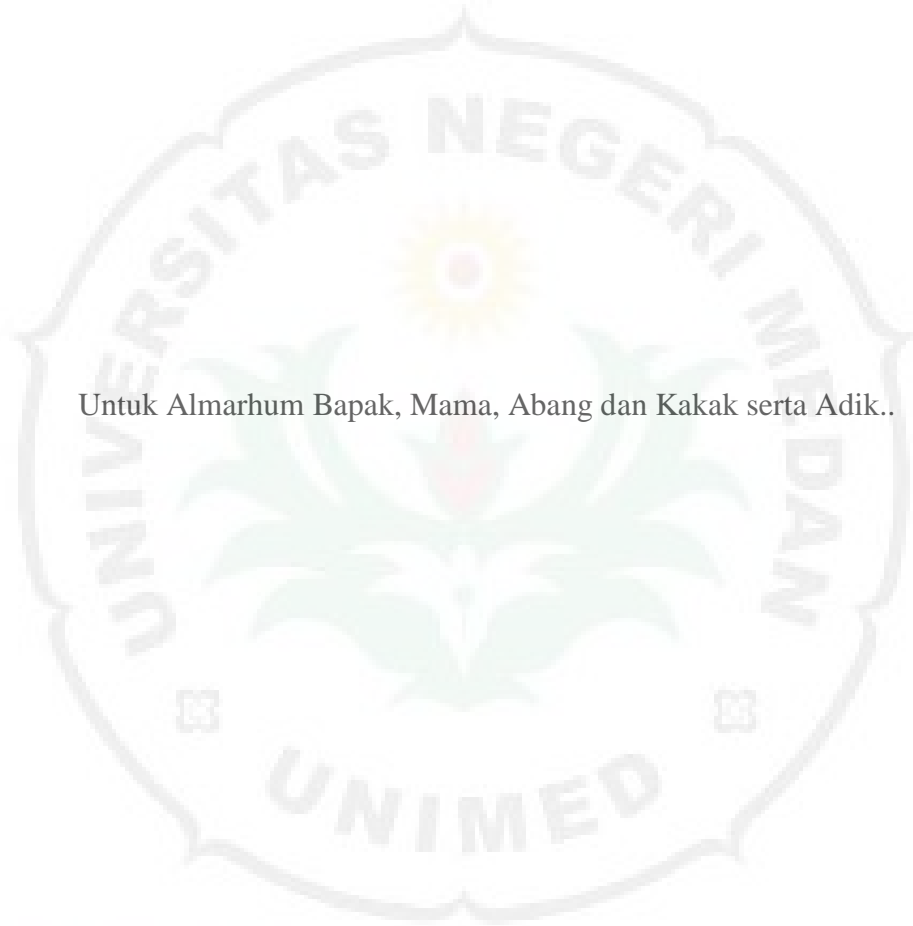 UNIVERSITAS NEGERI MEDAN
Untuk Almarhum Bapak, Mama, Abang dan Kakak serta Adik..
UNIMED